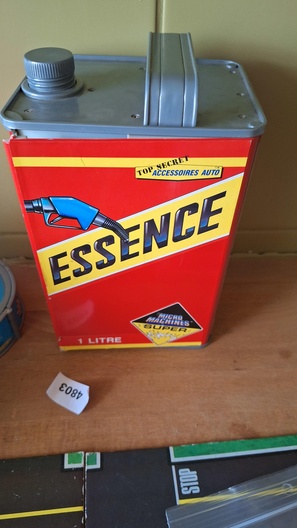 TOP SECRET
ACCESSOIRES AUTO
ESSENCE
MICRO
MACHINES
SUPER
1 LITRE
4803
STOP